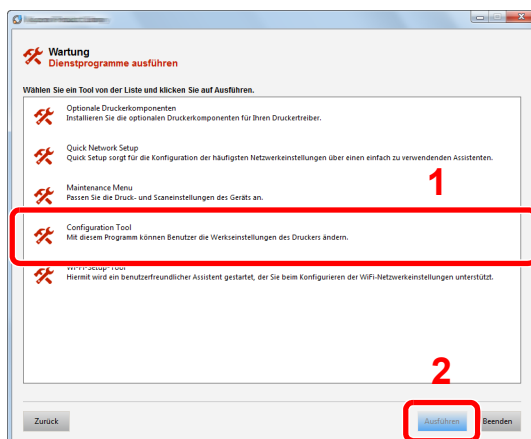 Wartung
Dienstprogramme ausführen
Wählen Sie ein Tool von der Liste und klicken Sie auf Ausführen.
Optionale Druckerkomponenten
Installieren Sie die optionalen Druckerkomponenten für Ihren Druckertreiber.
Quick Network Setup
Quick Setup sorgt für die Konfiguration der häufigsten Netzwerkeinstellungen über einen einfach zu verwendenden Assistenten.
Maintenance Menu
Passen Sie die Druck- und Scaneinstellungen des Geräts an.
1
Configuration Tool
Mit diesem Programm können Benutzer die Werkseinstellungen des Druckers ändern.
Wi-Fi-Setup-Tool
Hiermit wird ein benutzerfreundlicher Assistent gestartet, der Sie beim Konfigurieren der WiFi-Netzwerkeinstellungen unterstützt.
2
Zurück
Ausführen
Beenden